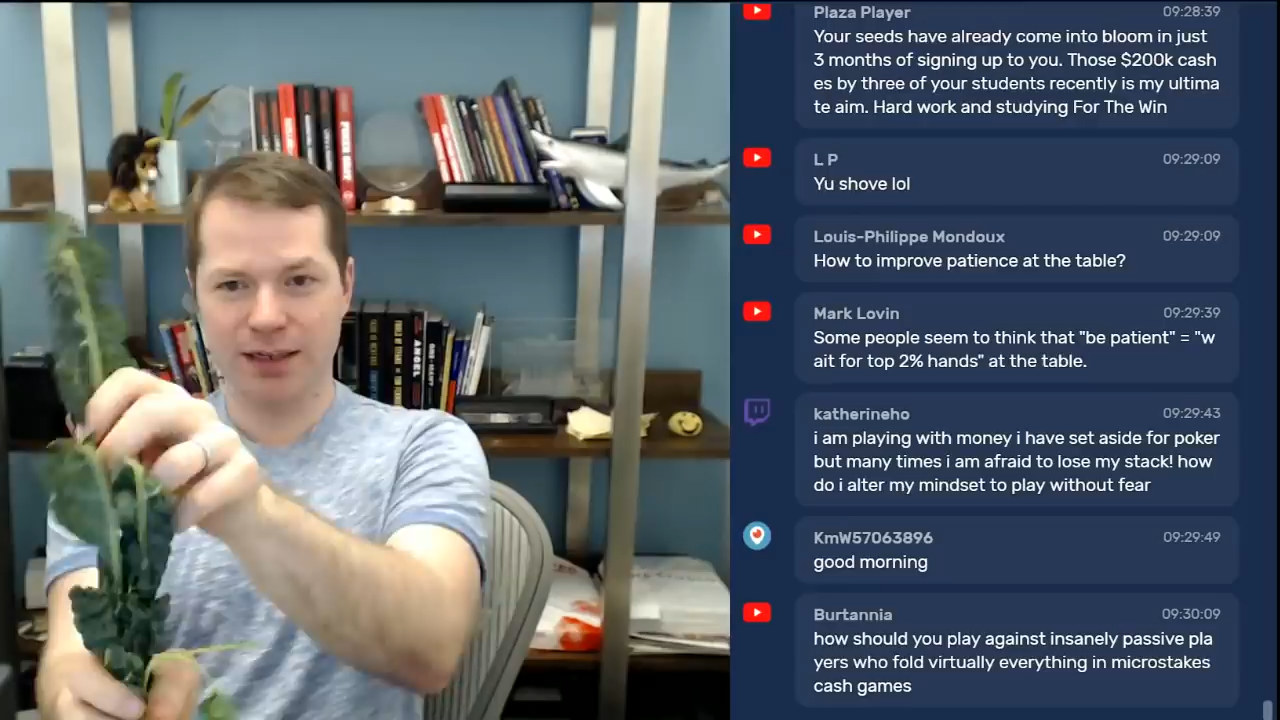 Plaza Player 09:28:39
Your seeds have already come into bloom in just
3 months of signing up to you. Those $200k cash
es by three of your students recently is my ultima
te aim. Hard work and studying For The Win
L P 09:29:09
Yu shove lol
Louis-Philippe Mondoux 09:29:09
How to improve patience at the table?
Mark Lovin 09:29:39
Some people seem to think that "be patient" = "w
ait for top 2% hands" at the table.
katherineho 09:29:43
i am playing with money i have set aside for poker
but many times i am afraid to lose my stack! how
do i alter my mindset to play without fear
KmW57063896 09:29:49
good morning
Burtannia 09:30:09
how should you play against insanely passive pla
yers who fold virtually everything in microstakes
cash games
ANGEL